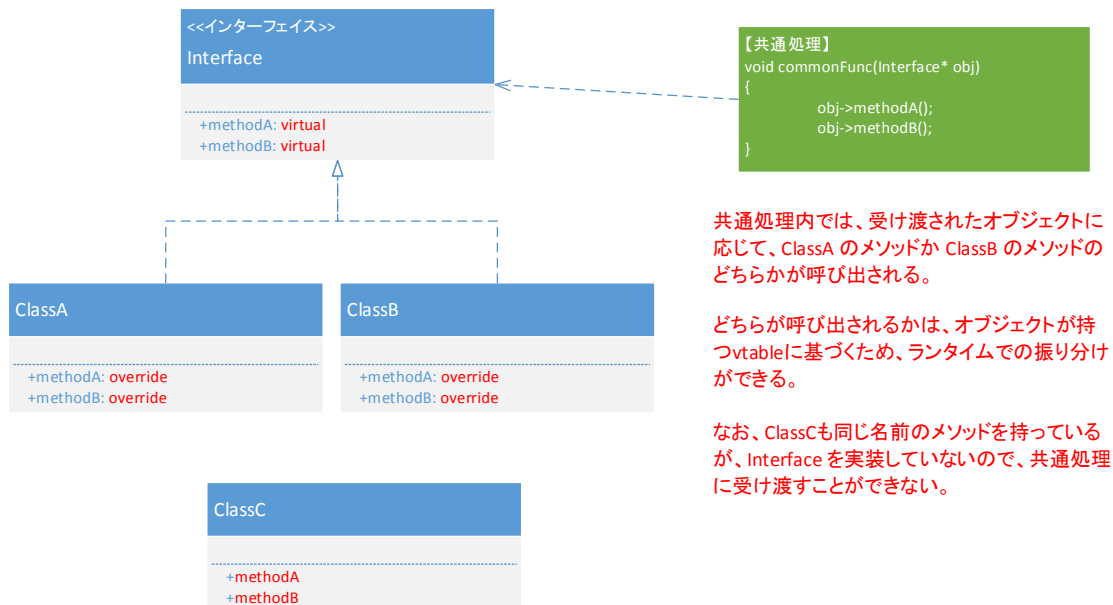 <<インターフェイス>>
Interface
+methodA: virtual
+methodB: virtual
【共通処理】
void commonFunc(Interface* obj)
{
obj->methodA();
obj->methodB();
}
共通処理内では、受け渡されたオブジェクトに
応じて、ClassA のメソッドか ClassB のメソッドの
どちらかが呼び出される。
どちらが呼び出されるかは、オブジェクトが持
つvtableに基づくため、ランタイムでの振り分け
ができる。
なお、ClassCも同じ名前のメソッドを持っている
が、Interface を実装していないので、共通処理
に受け渡すことができない。
ClassA
+methodA: override
+methodB: override
ClassB
+methodA: override
+methodB: override
ClassC
+methodA
+methodB